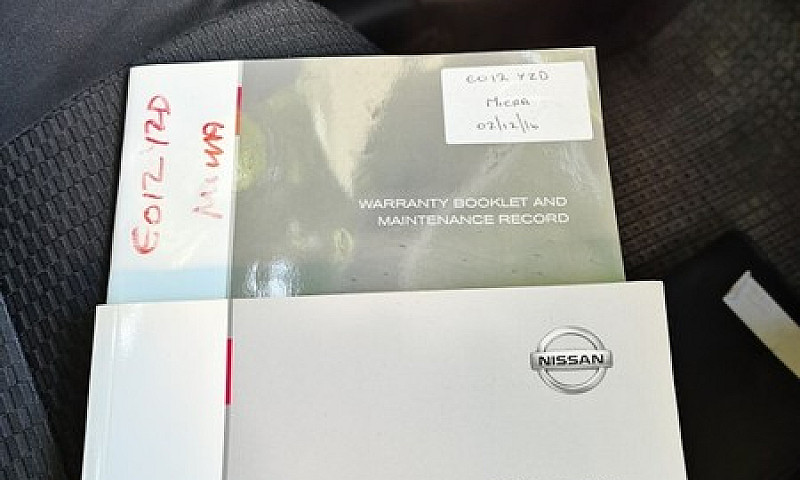 EO12 YZD
Micra
EO12 YZD
Micra
02/12/16
WARRANTY BOOKLET AND
MAINTENANCE RECORD
NISSAN